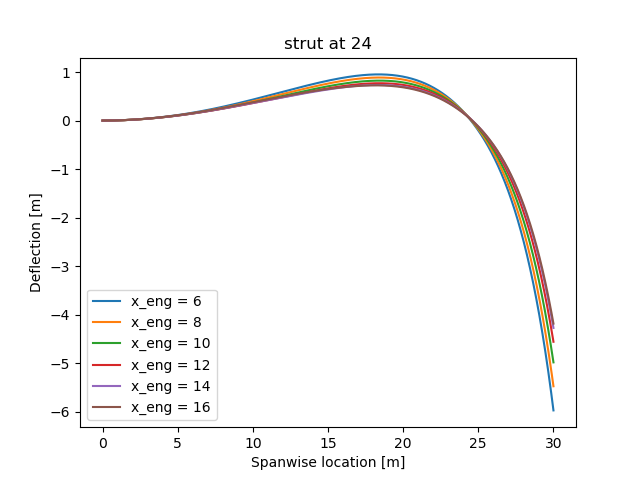 strut at 24
Deflection [m]
1
0
−1
−2
−3
−4
−5
−6
x_eng = 6
x_eng = 8
x_eng = 10
x_eng = 12
x_eng = 14
x_eng = 16
0 5 10 15 20 25 30
Spanwise location [m]